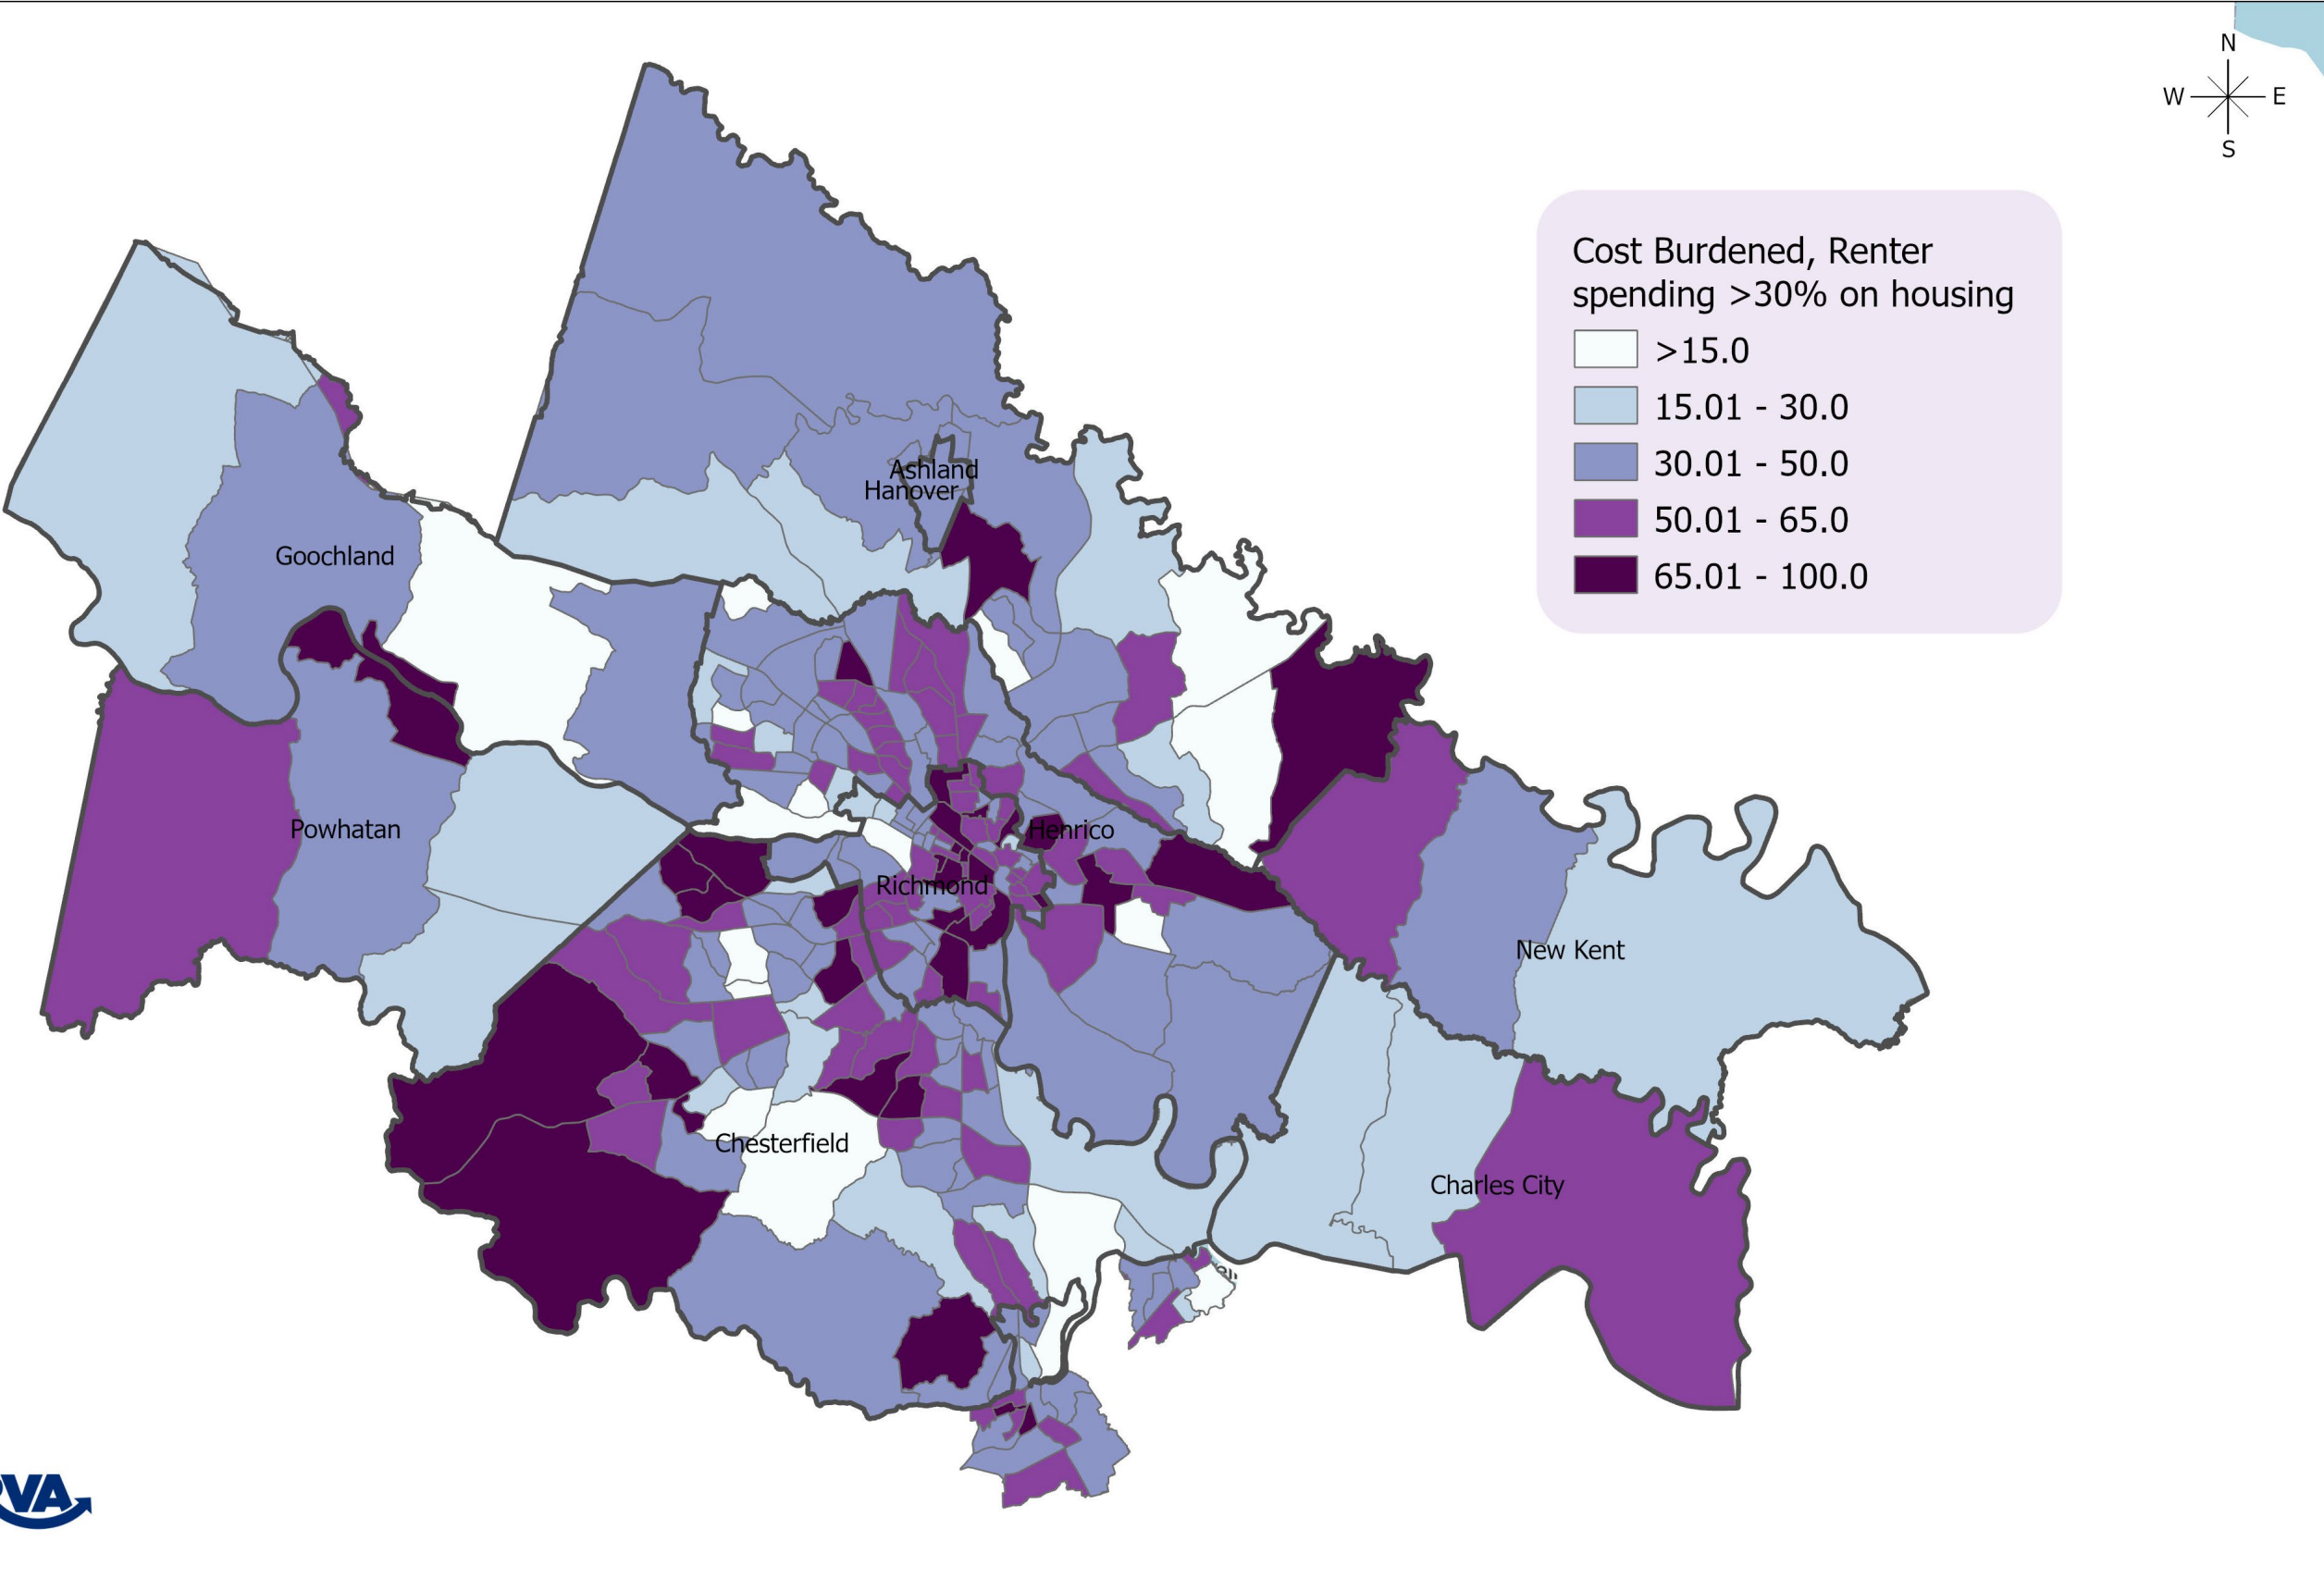 N
W E
S
Cost Burdened, Renter
spending >30% on housing
>15.0
15.01 - 30.0
30.01 - 50.0
50.01 - 65.0
65.01 - 100.0
Ashland
Hanover
Goochland
Powhatan
Henrico
Richmond
New Kent
Chesterfield
Charles City
VA